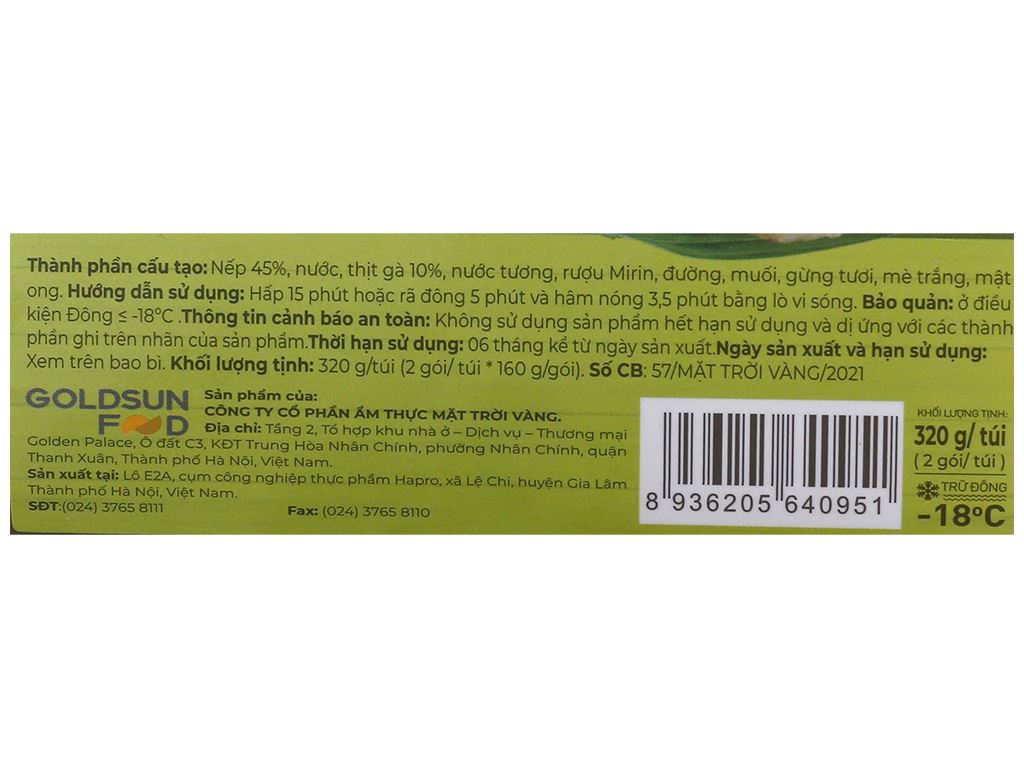 Thành phần cấu tạo: Nếp 45%, nước, thịt gà 10%, nước tương, rượu Mirin, đường, muối, gừng tươi, mè trắng, mật
ong. Hướng dẫn sử dụng: Hấp 15 phút hoặc rã đông 5 phút và hâm nóng 3,5 phút bằng lò vi sóng. Bảo quản: ở điều
kiện Đông ≤ -18°C .Thông tin cảnh báo an toàn: Không sử dụng sản phẩm hết hạn sử dụng và dị ứng với các thành
phần ghi trên nhãn của sản phẩm.Thời hạn sử dụng: 06 tháng kể từ ngày sản xuất.Ngày sản xuất và hạn sử dụng:
Xem trên bao bì. Khối lượng tịnh: 320 g/túi (2 gói/ túi * 160 g/gói). Số CB: 57/MẶT TRỜI VÀNG/2021
GOLDSUN
FOOD
Sản phẩm của:
CÔNG TY CỔ PHẦN ẨM THỰC MẶT TRỜI VÀNG.
Địa chỉ: Tầng 2, Tổ hợp khu nhà ở – Dịch vụ – Thương mại
Golden Palace, Ô đất C3, KĐT Trung Hòa Nhân Chính, phường Nhân Chính, quận
Thanh Xuân, Thành phố Hà Nội, Việt Nam.
Sản xuất tại: Lô E2A, cụm công nghiệp thực phẩm Hapro, xã Lệ Chi, huyện Gia Lâm
Thành phố Hà Nội, Việt Nam.
SĐT:(024) 3765 8111 Fax: (024) 3765 8110
8 936205 640951
KHỐI LƯỢNG TỊNH:
320 g/ túi
( 2 gói/ túi )
TRỮ ĐÔNG
-18°C